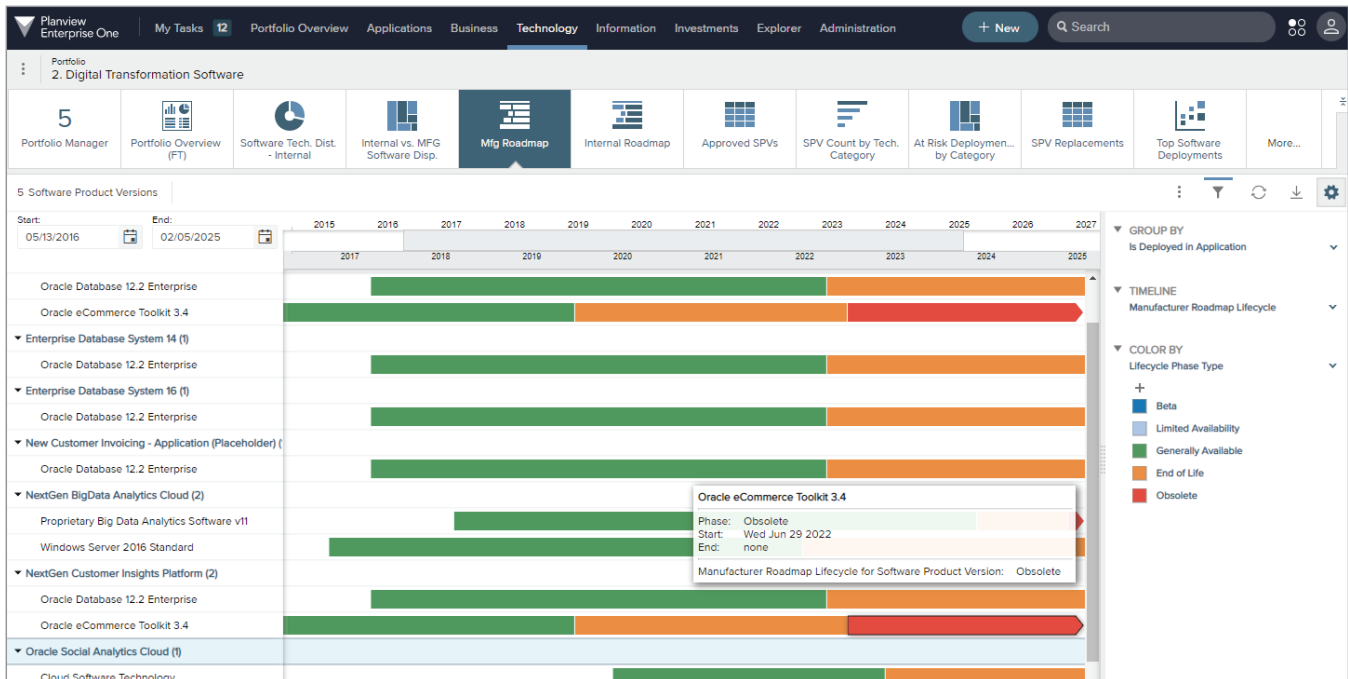 Planview
Enterprise One
My Tasks 12 Portfolio Overview Applications Business Technology Information Investments Explorer Administration
+ New
Search
Portfolio
2. Digital Transformation Software
5
Portfolio Manager
Portfolio Overview
(FT)
Software Tech. Dist.
- Internal
Internal vs. MFG
Software Disp.
Mfg Roadmap
Internal Roadmap
Approved SPVs
SPV Count by Tech.
Category
At Risk Deploymen...
by Category
SPV Replacements
Top Software
Deployments
More...
5 Software Product Versions
Start: End:
05/13/2016 02/05/2025
2015 2016 2017 2018 2019 2020 2021 2022 2023 2024 2025 2026 2027
2017 2018 2019 2020 2021 2022 2023 2024 2025
Oracle Database 12.2 Enterprise
Oracle eCommerce Toolkit 3.4
Enterprise Database System 14 (1)
Oracle Database 12.2 Enterprise
Enterprise Database System 16 (1)
Oracle Database 12.2 Enterprise
New Customer Invoicing - Application (Placeholder) (
Oracle Database 12.2 Enterprise
NextGen BigData Analytics Cloud (2)
Proprietary Big Data Analytics Software v11
Windows Server 2016 Standard
NextGen Customer Insights Platform (2)
Oracle Database 12.2 Enterprise
Oracle eCommerce Toolkit 3.4
Oracle Social Analytics Cloud (1)
Cloud Software Technology
Oracle eCommerce Toolkit 3.4
Phase: Obsolete
Start: Wed Jun 29 2022
End: none
Manufacturer Roadmap Lifecycle for Software Product Version: Obsolete
GROUP BY
Is Deployed in Application
TIMELINE
Manufacturer Roadmap Lifecycle
COLOR BY
Lifecycle Phase Type
+
Beta
Limited Availability
Generally Available
End of Life
Obsolete